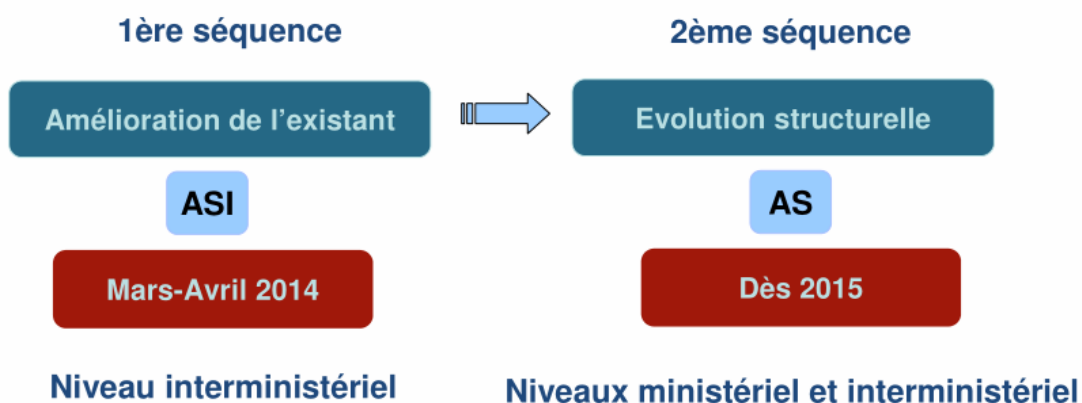 1ère séquence
2ème séquence
Amélioration de l'existant
Evolution structurelle
ASI
AS
Mars-Avril 2014
Dès 2015
Niveau interministériel
Niveaux ministériel et interministériel